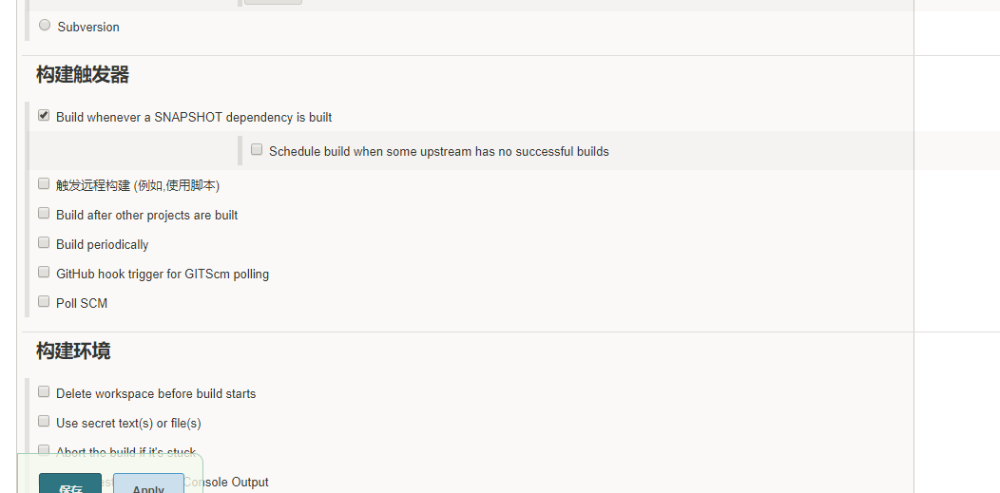 Subversion
构建触发器
Build whenever a SNAPSHOT dependency is built
Schedule build when some upstream has no successful builds
触发远程构建 (例如,使用脚本)
Build after other projects are built
Build periodically
GitHub hook trigger for GITScm polling
Poll SCM
构建环境
Delete workspace before build starts
Use secret text(s) or file(s)
Abort the build if it's stuck
Console Output
保存
Apply